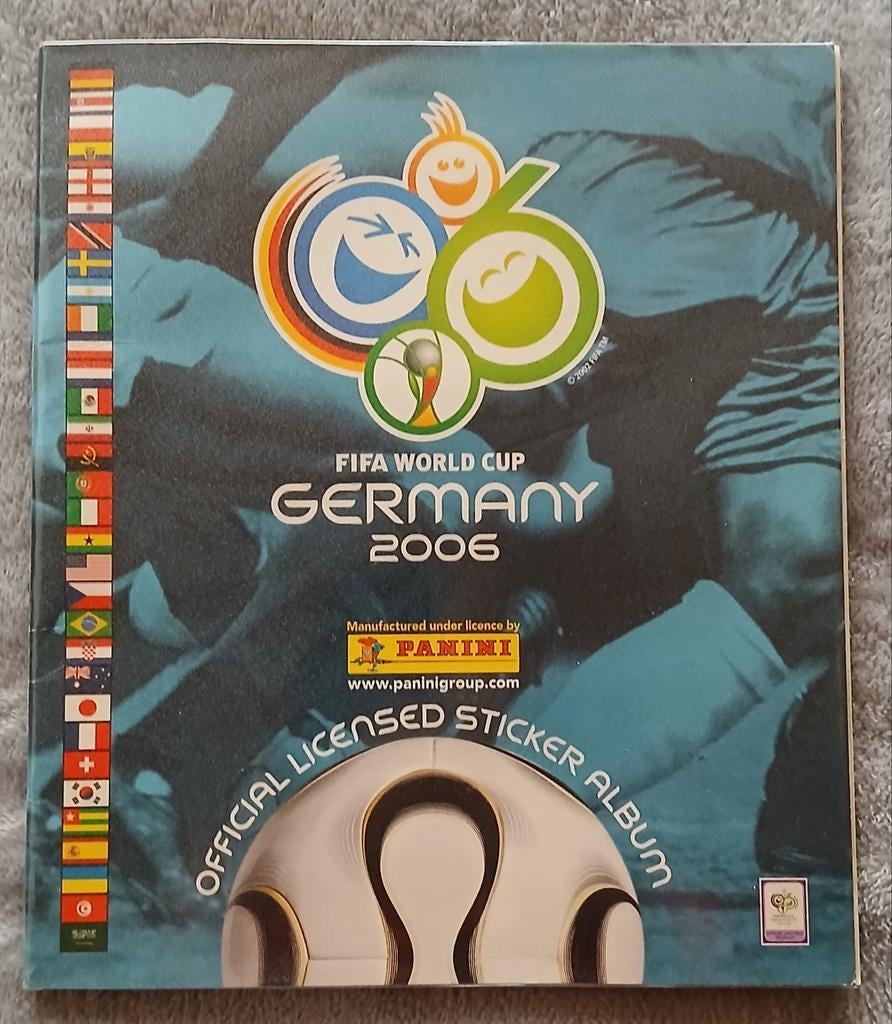 © 2002 FIFA TM
FIFA WORLD CUP
GERMANY
2006
Manufactured under licence by
PANINI
www.paninigroup.com
OFFICIAL LICENSED STICKER ALBUM